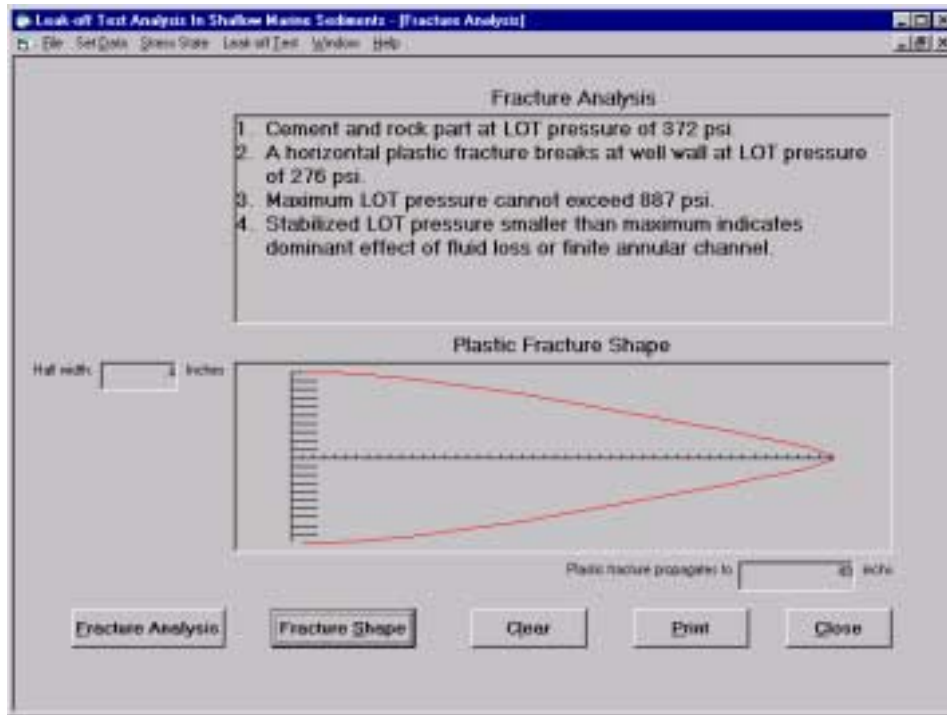 Leak-off Test Analysis In Shallow Marine Sediments - [Fracture Analysis]
File Set Data Stress State Leak-off Test Window Help
Fracture Analysis
1. Cement and rock part at LOT pressure of 372 psi.
2. A horizontal plastic fracture breaks at well wall at LOT pressure
of 276 psi.
3. Maximum LOT pressure cannot exceed 887 psi.
4. Stabilized LOT pressure smaller than maximum indicates
dominant effect of fluid loss or finite annular channel.
Plastic Fracture Shape
Half width: Inches
Plastic fracture propagates to inchs
Fracture Analysis Fracture Shape Clear Print Close